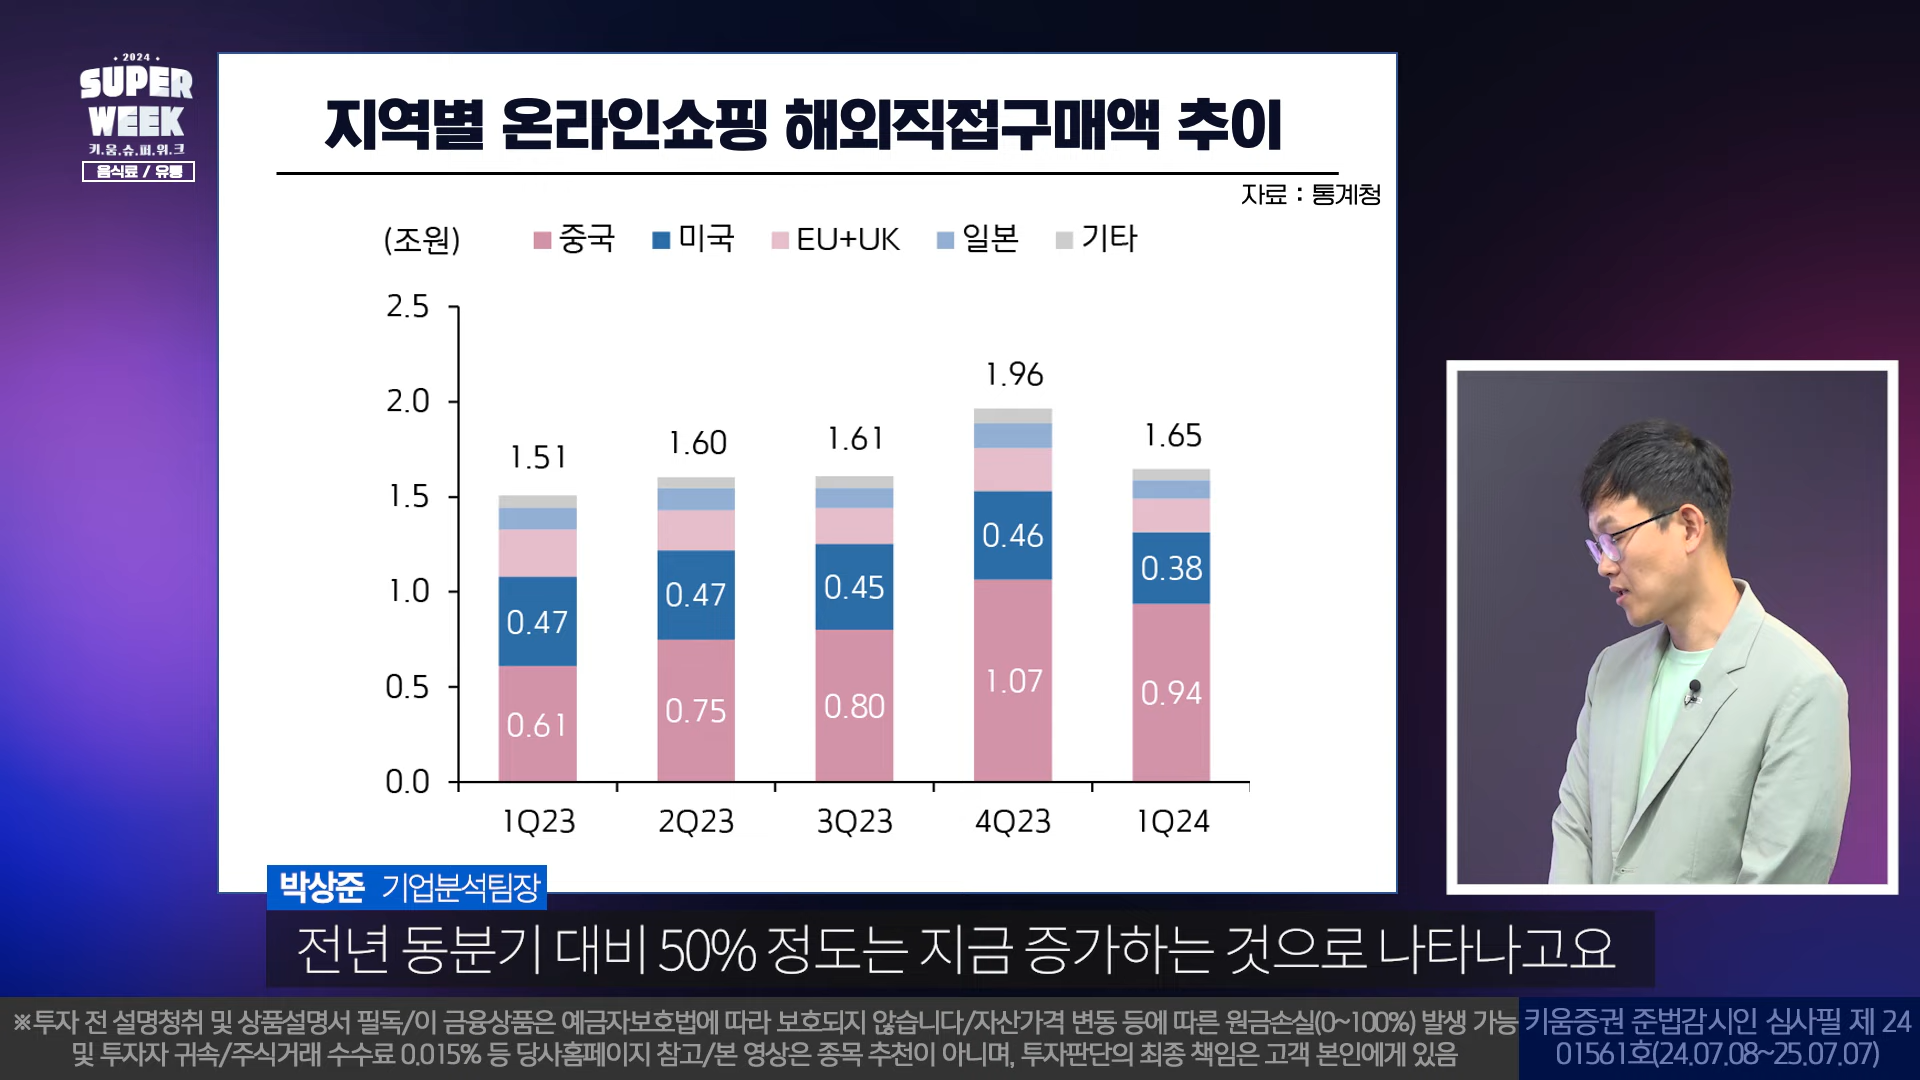 2024
SUPER
WEEK
키.움.슈.퍼.위.크
음식료 / 유통
지역별 온라인쇼핑 해외직접구매액 추이
자료 : 통계청
(조원) 중국 미국 EU+UK 일본 기타
2.5
2.0
1.5
1.0
0.5
0.0
1.51 1.60 1.61 1.96 1.65
0.47 0.47 0.45 0.46 0.38
0.61 0.75 0.80 1.07 0.94
1Q23 2Q23 3Q23 4Q23 1Q24
박상준 기업분석팀장
전년 동분기 대비 50% 정도는 지금 증가하는 것으로 나타나고요
※투자 전 설명청취 및 상품설명서 필독/이 금융상품은 예금자보호법에 따라 보호되지 않습니다/자산가격 변동 등에 따른 원금손실(0~100%) 발생 가능
및 투자자 귀속/주식거래 수수료 0.015% 등 당사홈페이지 참고/본 영상은 종목 추천이 아니며, 투자판단의 최종 책임은 고객 본인에게 있음
키움증권 준법감시인 심사필 제 24
01561호(24.07.08~25.07.07)